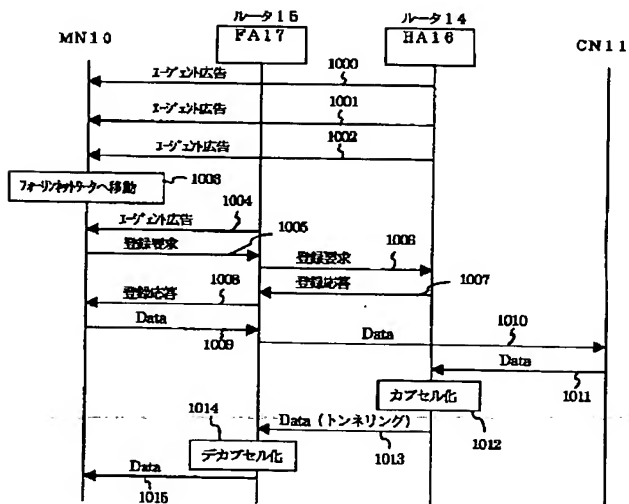 ルータ１５ ルータ１４
MN10 FA17 HA16 CN11
エージェント広告 1000
エージェント広告 1001
エージェント広告 1002
フォーリンネットワークへ移動 1003
エージェント広告 1004
登録要求 1005
登録要求 1006
登録応答 1007
登録応答 1008
Data 1009
Data 1010
Data 1011
カプセル化 1012
Data（トンネリング） 1013
1014
デカプセル化
Data 1015